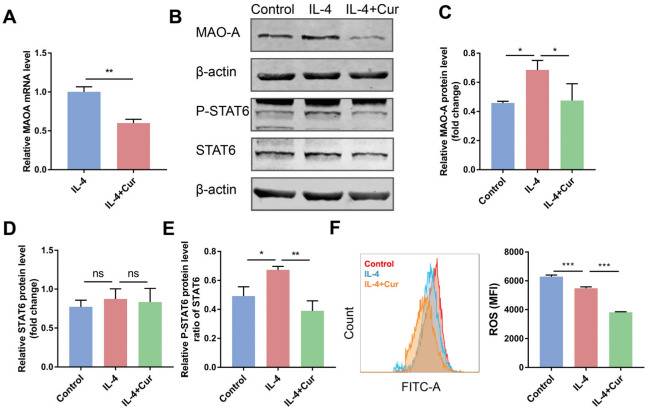 A
Relative MAOA mRNA level
1.5
1.0
0.5
0.0
**
IL-4
IL-4+Cur
B
Control
IL-4
IL-4+Cur
MAO-A
β-actin
P-STAT6
STAT6
β-actin
C
Relative MAO-A protein level
(fold change)
0.8
0.6
0.4
0.2
0.0
*
*
Control
IL-4
IL-4+Cur
D
Relative STAT6 protein level
(fold change)
1.5
1.0
0.5
0.0
ns
ns
Control
IL-4
IL-4+Cur
E
Relative P-STAT6 protein level
ratio of STAT6
0.8
0.6
0.4
0.2
0.0
*
**
Control
IL-4
IL-4+Cur
F
Control
IL-4
IL-4+Cur
Count
FITC-A
ROS (MFI)
8000
6000
4000
2000
0
***
***
Control
IL-4
IL-4+Cur